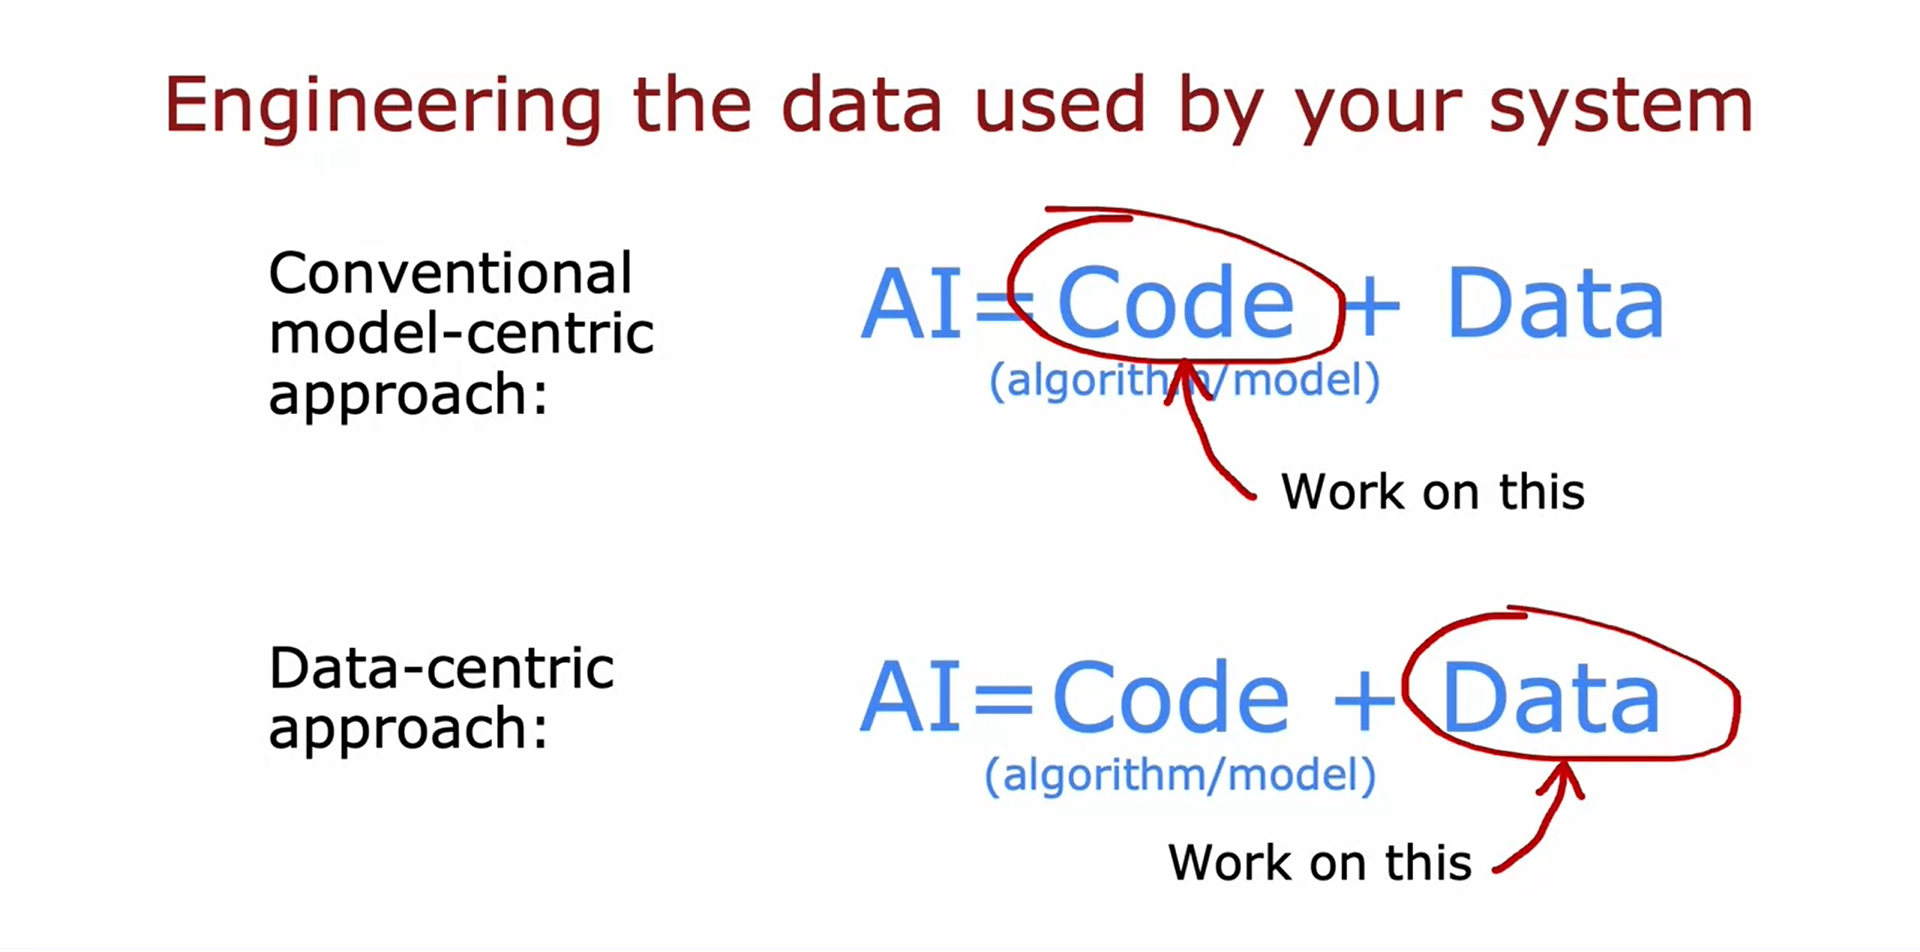 Engineering the data used by your system
Conventional
model-centric
approach:
AI= Code + Data
(algorithm/model)
Work on this
Data-centric
approach:
AI= Code + Data
(algorithm/model)
Work on this